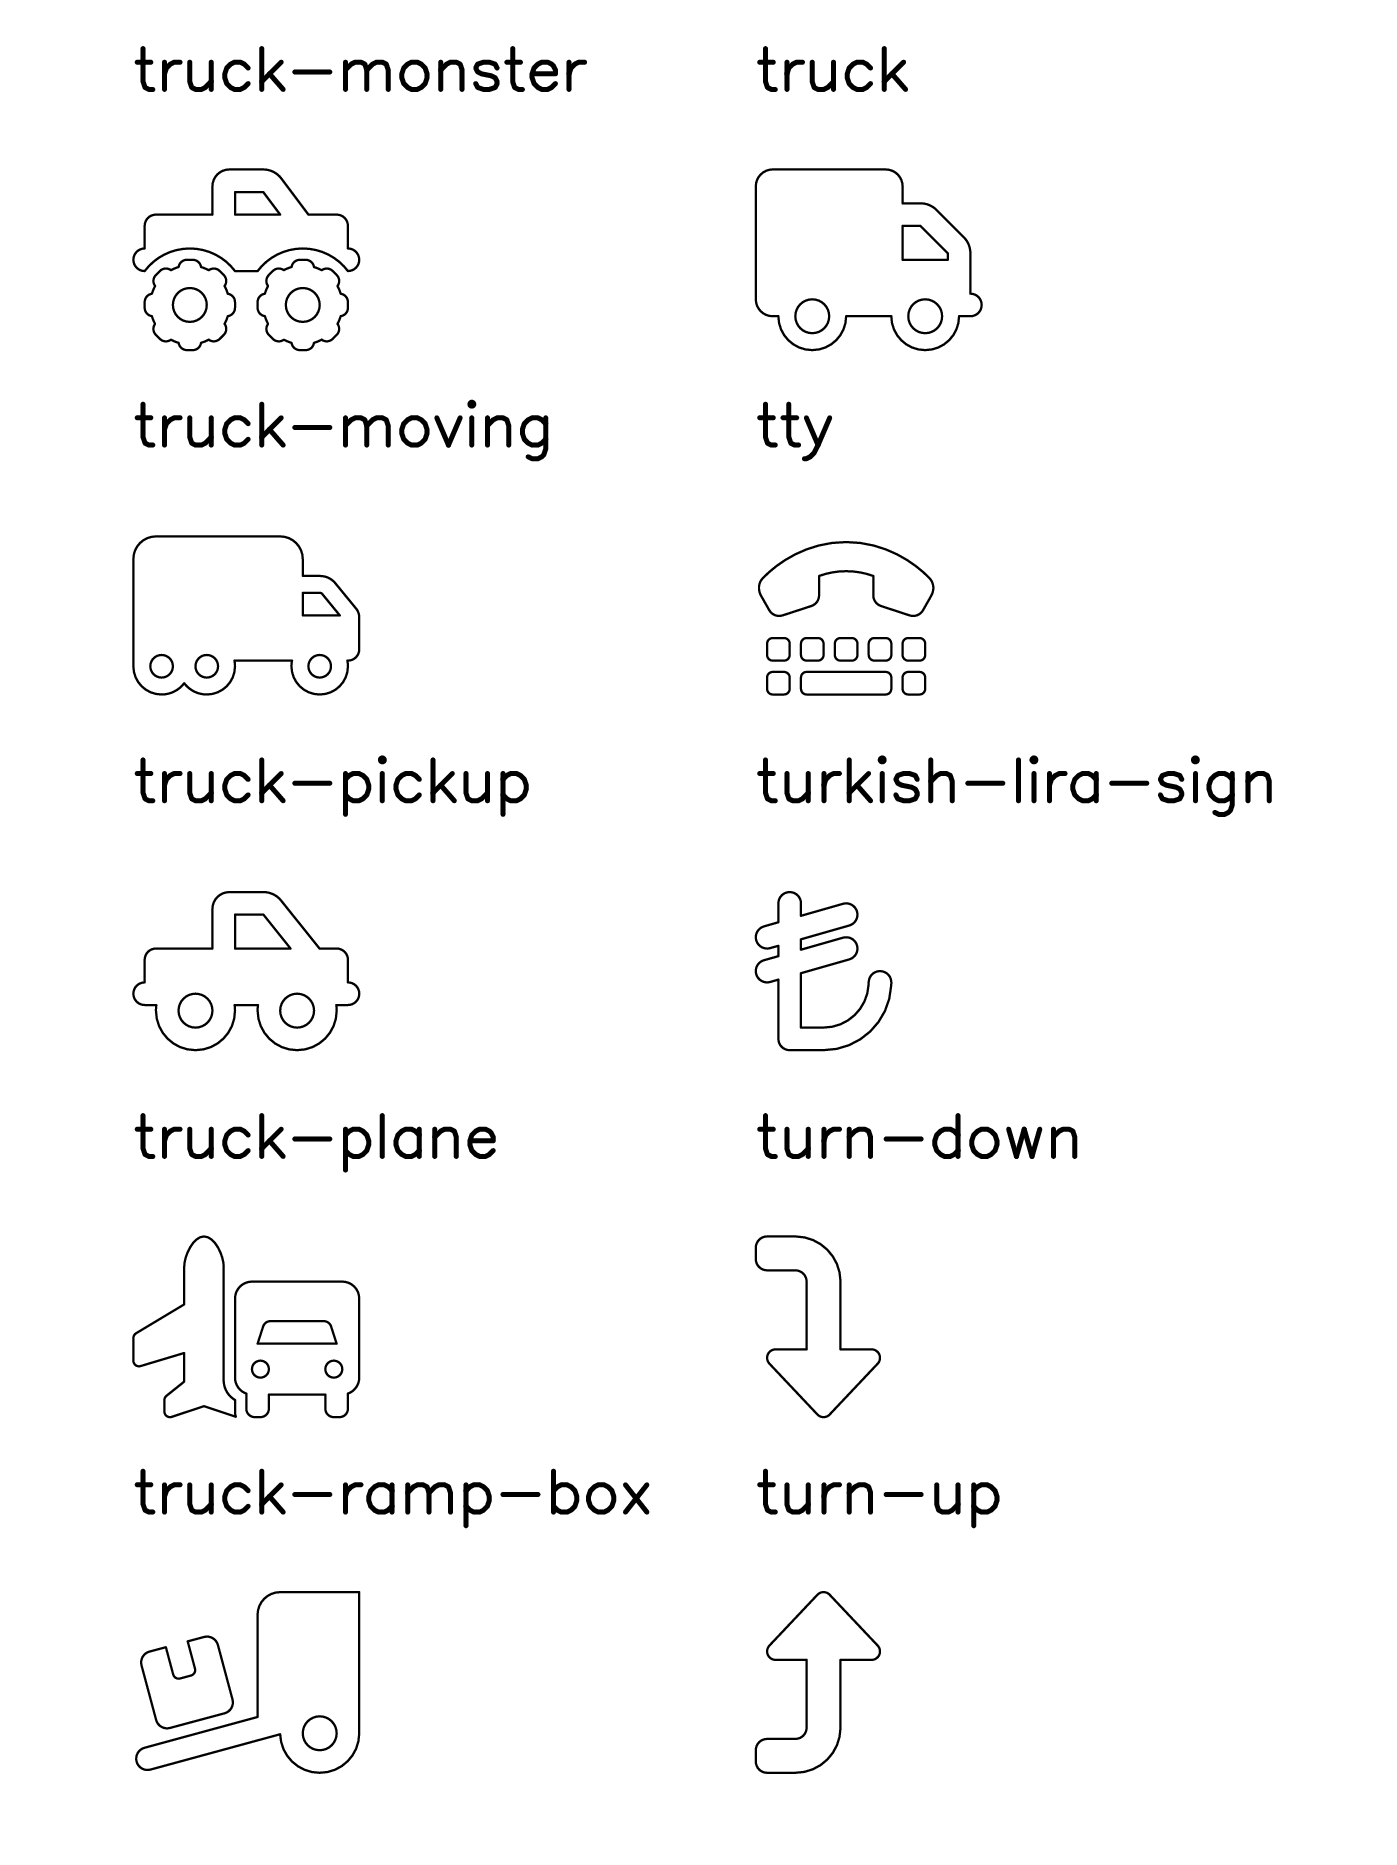 truck-monster
truck
truck-moving
tty
truck-pickup
turkish-lira-sign
truck-plane
turn-down
truck-ramp-box
turn-up